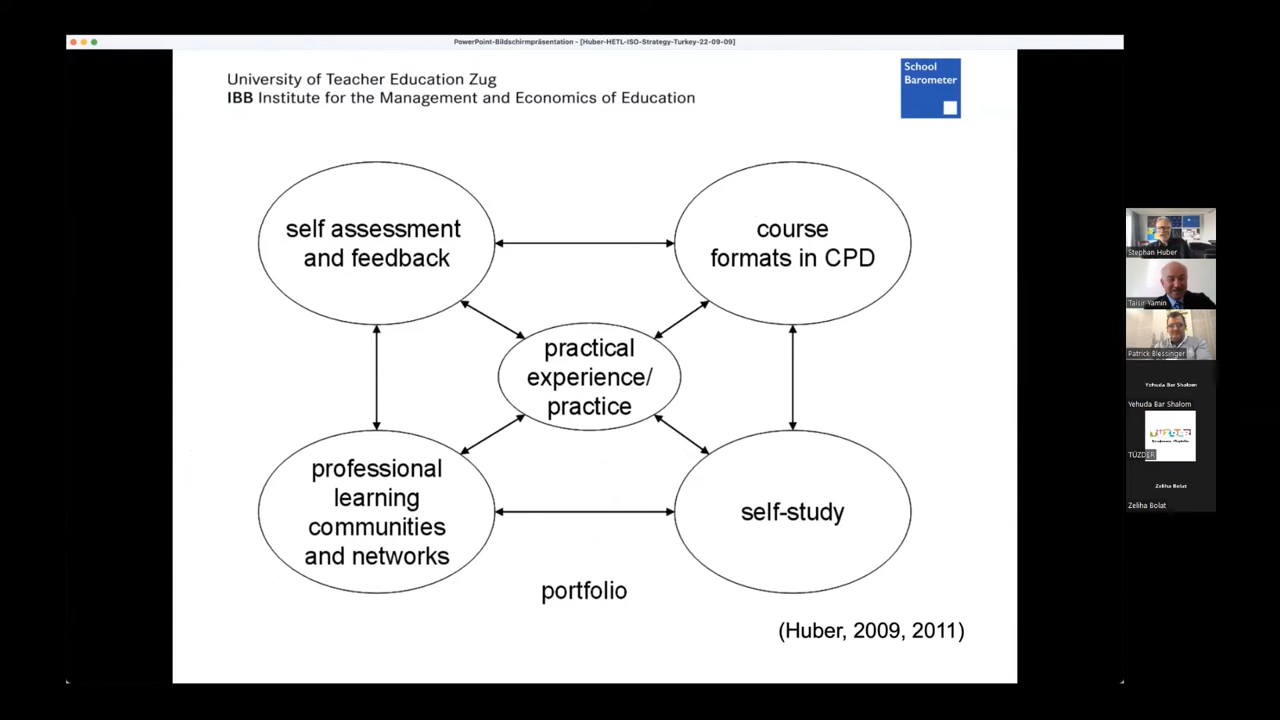 PowerPoint-Bildschirmpräsentation - [Huber-HETL-ISO-Strategy-Turkey-22-09-09]
University of Teacher Education Zug
IBB Institute for the Management and Economics of Education
School
Barometer
self assessment
and feedback
course
formats in CPD
practical
experience/
practice
professional
learning
communities
and networks
self-study
portfolio
(Huber, 2009, 2011)
Stephan Huber
Taisir Yamin
Patrick Blessinger
Yehuda Bar Shalom
Yehuda Bar Shalom
TÜZDER
Zeliha Bolat
Zeliha Bolat